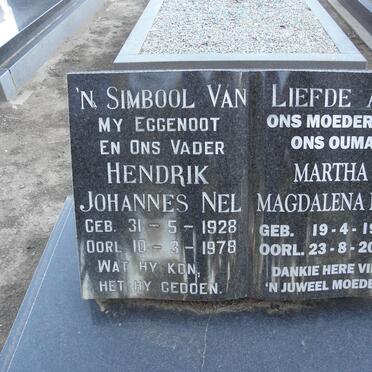 'N SIMBOOL VAN
MY EGGENOOT
EN ONS VADER
HENDRIK
JOHANNES NEL
GEB. 31-5-1928
OORL. 10-3-1978
WAT HY KON,
HET HY GEDOEN.
LIEFDE
ONS MOEDER
ONS OUMA
MARTHA
MAGDALENA
GEB. 19-4-
OORL. 23-8-
DANKIE HERE
'N JUWEEL